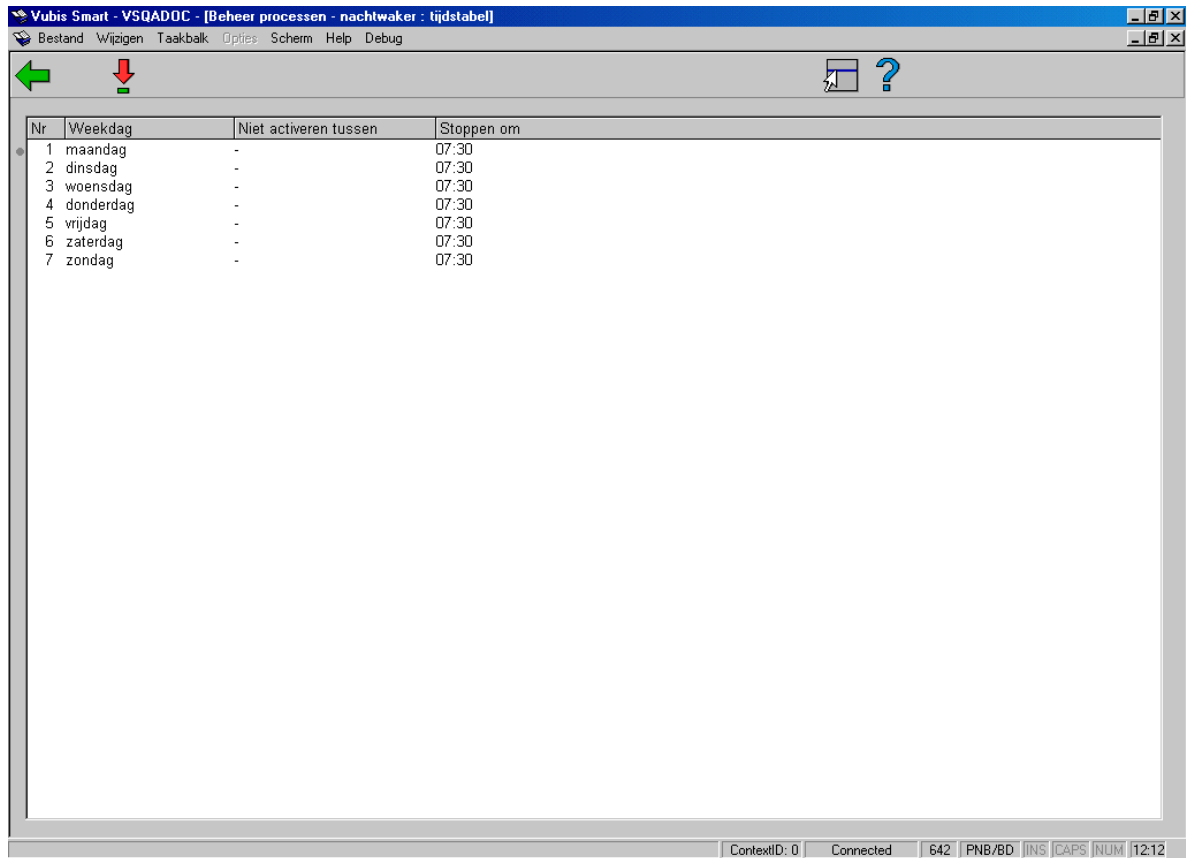 Vubis Smart - VSQADOC - [Beheer processen - nachtwaker : tijdstabel]
Bestand Wijzigen Taakbalk Opties Scherm Help Debug
Nr Weekdag Niet activeren tussen Stoppen om
1 maandag - 07:30
2 dinsdag - 07:30
3 woensdag - 07:30
4 donderdag - 07:30
5 vrijdag - 07:30
6 zaterdag - 07:30
7 zondag - 07:30
ContextID: 0 Connected 642 PNB/BD INS CAPS NUM 12:12